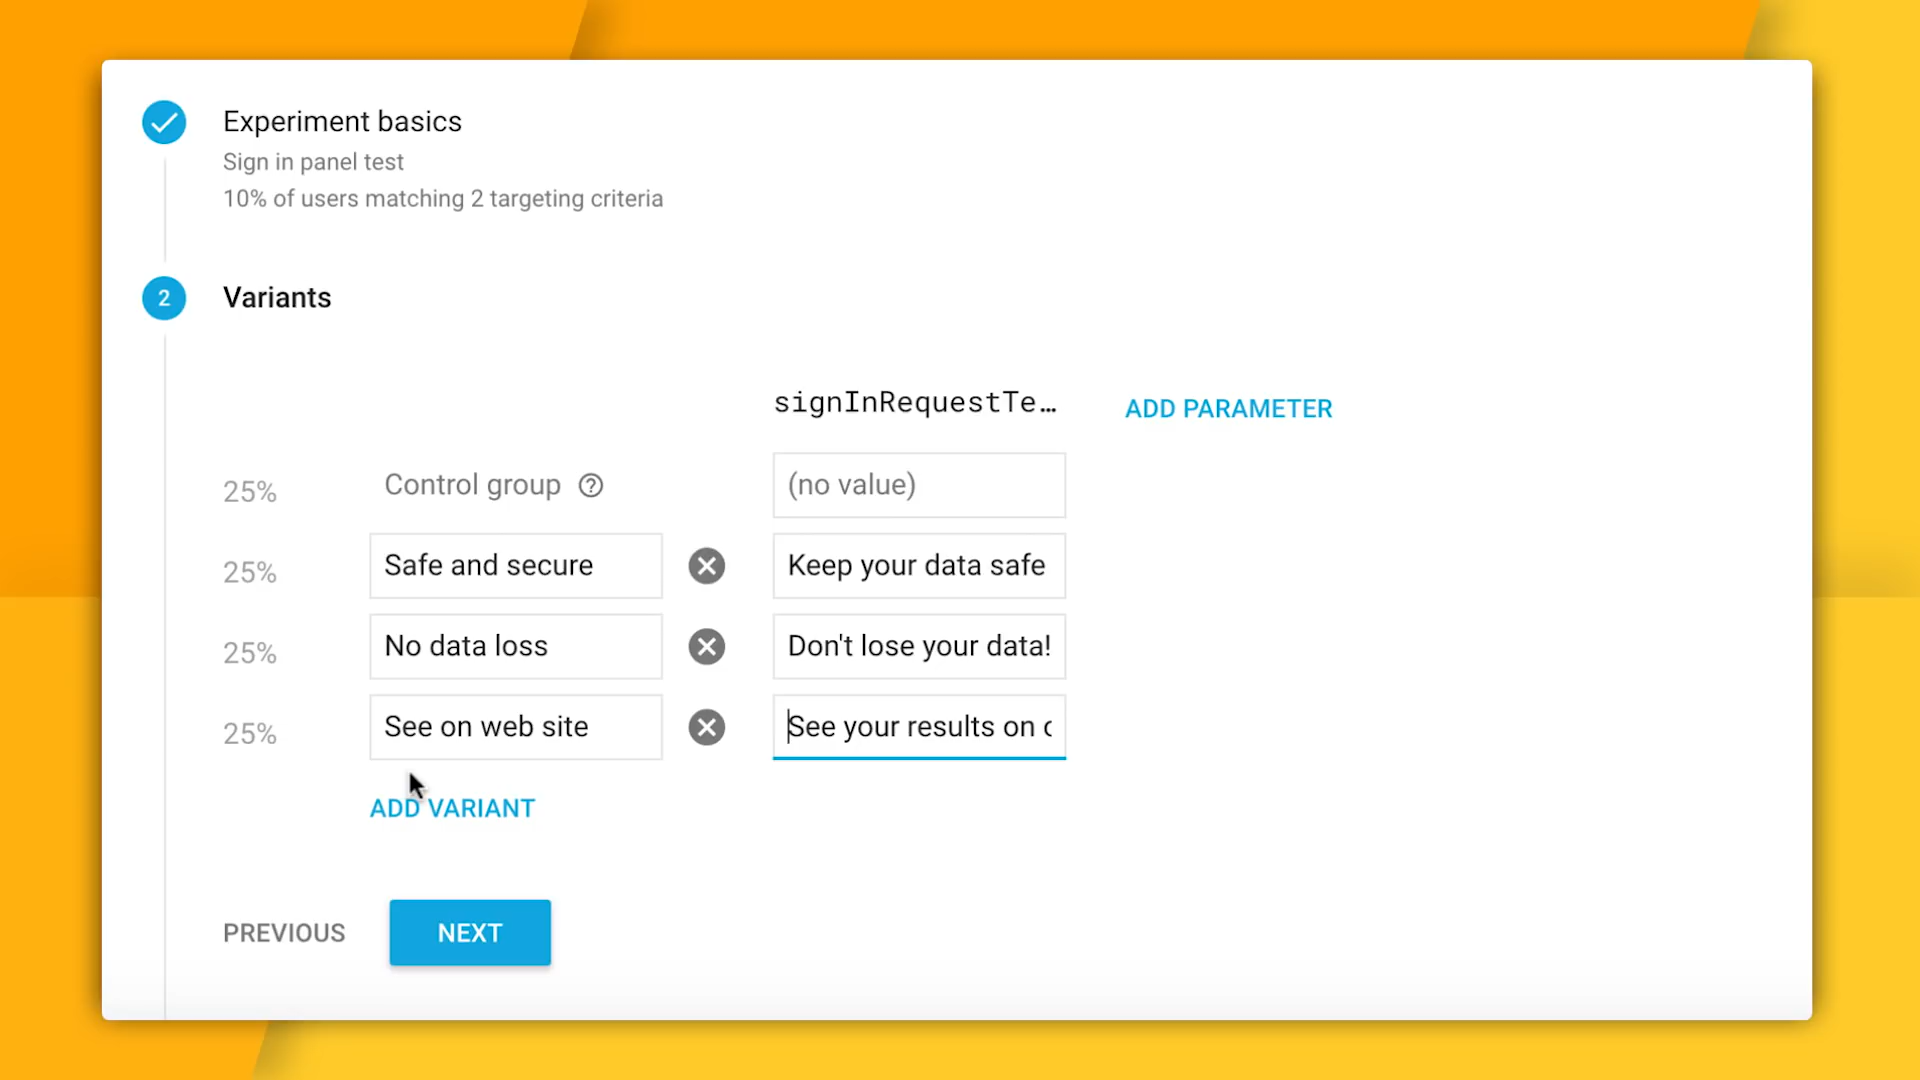 Experiment basics
Sign in panel test
10% of users matching 2 targeting criteria
2 Variants
signInRequestTe… ADD PARAMETER
25% Control group (no value)
25% Safe and secure Keep your data safe
25% No data loss Don't lose your data!
25% See on web site See your results on
ADD VARIANT
PREVIOUS NEXT